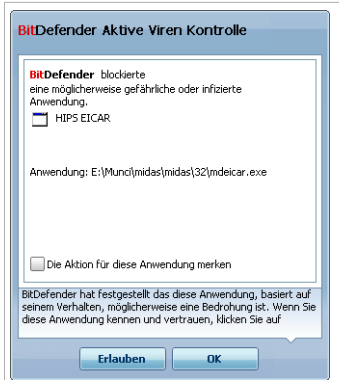 BitDefender Aktive Viren Kontrolle
BitDefender blockierte
eine möglicherweise gefährliche oder infizierte
Anwendung.
HIPS EICAR
Anwendung: E:\Munci\midas\midas\32\mdeicar.exe
Die Aktion für diese Anwendung merken
BitDefender hat festgestellt das diese Anwendung, basiert auf
seinem Verhalten, möglicherweise eine Bedrohung ist. Wenn Sie
diese Anwendung kennen und vertrauen, klicken Sie auf
Erlauben OK